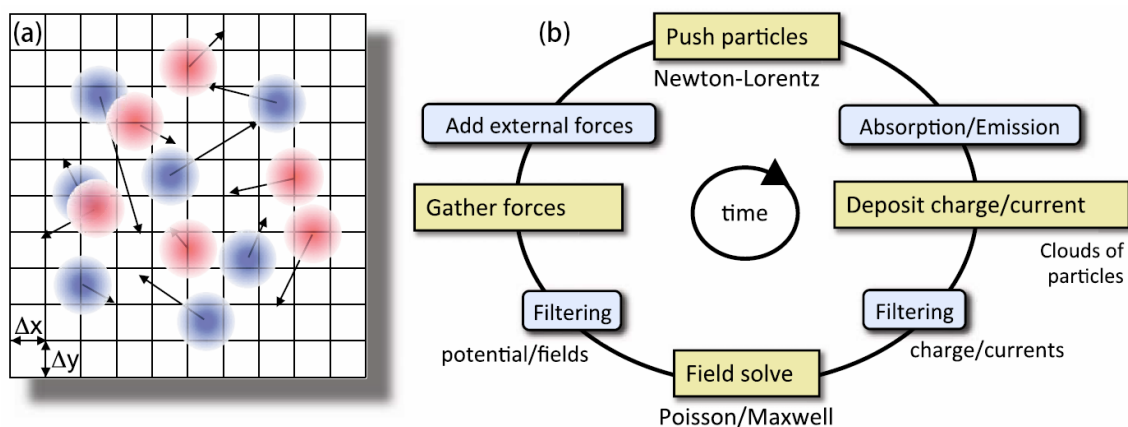 (a)
Δx
Δy
(b)
Push particles
Newton-Lorentz
Add external forces
Absorption/Emission
Gather forces
time
Deposit charge/current
Clouds of
particles
Filtering
potential/fields
Filtering
charge/currents
Field solve
Poisson/Maxwell